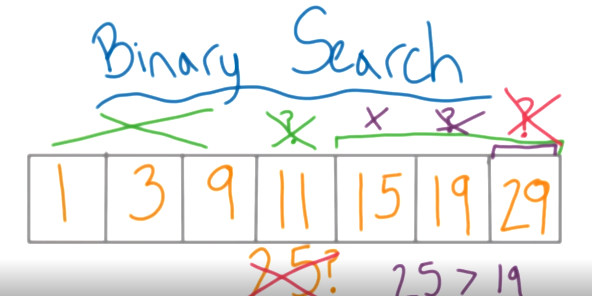 Binary Search
? ? ?
1 3 9 11 15 19 29
25? 25 > 19